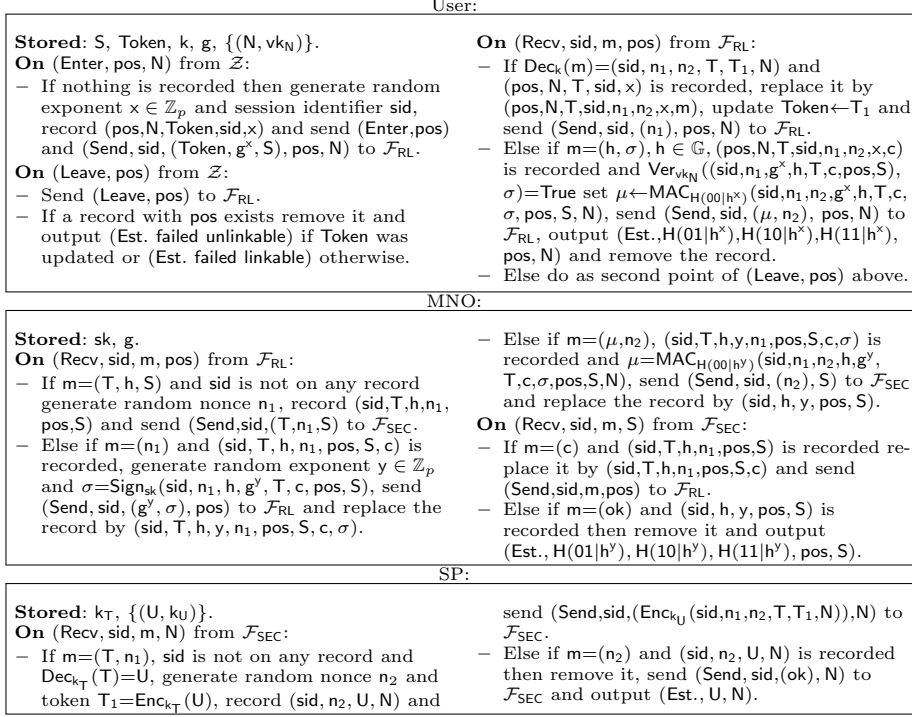 User:
Stored: S, Token, k, g, {(N, vk_N)}.
On (Enter, pos, N) from 𝒵:
– If nothing is recorded then generate random
exponent x ∈ ℤ_p and session identifier sid,
record (pos,N,Token,sid,x) and send (Enter,pos)
and (Send, sid, (Token, g^x, S), pos, N) to ℱ_RL.
On (Leave, pos) from 𝒵:
– Send (Leave, pos) to ℱ_RL.
– If a record with pos exists remove it and
output (Est. failed unlinkable) if Token was
updated or (Est. failed linkable) otherwise.
On (Recv, sid, m, pos) from ℱ_RL:
– If Dec_k(m)=(sid, n_1, n_2, T, T_1, N) and
(pos, N, T, sid, x) is recorded, replace it by
(pos,N,T,sid,n_1,n_2,x,m), update Token←T_1 and
send (Send, sid, (n_1), pos, N) to ℱ_RL.
– Else if m=(h, σ), h ∈ 𝔾, (pos,N,T,sid,n_1,n_2,x,c)
is recorded and Ver_{vk_N}((sid,n_1,g^x,h,T,c,pos,S),
σ)=True set μ←MAC_{H(00|h^x)}(sid,n_1,n_2,g^x,h,T,c,
σ, pos, S, N), send (Send, sid, (μ, n_2), pos, N) to
ℱ_RL, output (Est.,H(01|h^x),H(10|h^x),H(11|h^x),
pos, N) and remove the record.
– Else do as second point of (Leave, pos) above.
MNO:
Stored: sk, g.
On (Recv, sid, m, pos) from ℱ_RL:
– If m=(T, h, S) and sid is not on any record
generate random nonce n_1, record (sid,T,h,n_1,
pos,S) and send (Send,sid,(T,n_1,S) to ℱ_SEC.
– Else if m=(n_1) and (sid, T, h, n_1, pos, S, c) is
recorded, generate random exponent y ∈ ℤ_p
and σ=Sign_sk(sid, n_1, h, g^y, T, c, pos, S), send
(Send, sid, (g^y, σ), pos) to ℱ_RL and replace the
record by (sid, T, h, y, n_1, pos, S, c, σ).
– Else if m=(μ,n_2), (sid,T,h,y,n_1,pos,S,c,σ) is
recorded and μ=MAC_{H(00|h^y)}(sid,n_1,n_2,h,g^y,
T,c,σ,pos,S,N), send (Send, sid, (n_2), S) to ℱ_SEC
and replace the record by (sid, h, y, pos, S).
On (Recv, sid, m, S) from ℱ_SEC:
– If m=(c) and (sid,T,h,n_1,pos,S) is recorded re-
place it by (sid,T,h,n_1,pos,S,c) and send
(Send,sid,m,pos) to ℱ_RL.
– Else if m=(ok) and (sid, h, y, pos, S) is
recorded then remove it and output
(Est., H(01|h^y), H(10|h^y), H(11|h^y), pos, S).
SP:
Stored: k_T, {(U, k_U)}.
On (Recv, sid, m, N) from ℱ_SEC:
– If m=(T, n_1), sid is not on any record and
Dec_{k_T}(T)=U, generate random nonce n_2 and
token T_1=Enc_{k_T}(U), record (sid, n_2, U, N) and
send (Send,sid,(Enc_{k_U}(sid,n_1,n_2,T,T_1,N)),N) to
ℱ_SEC.
– Else if m=(n_2) and (sid, n_2, U, N) is recorded
then remove it, send (Send, sid,(ok), N) to
ℱ_SEC and output (Est., U, N).